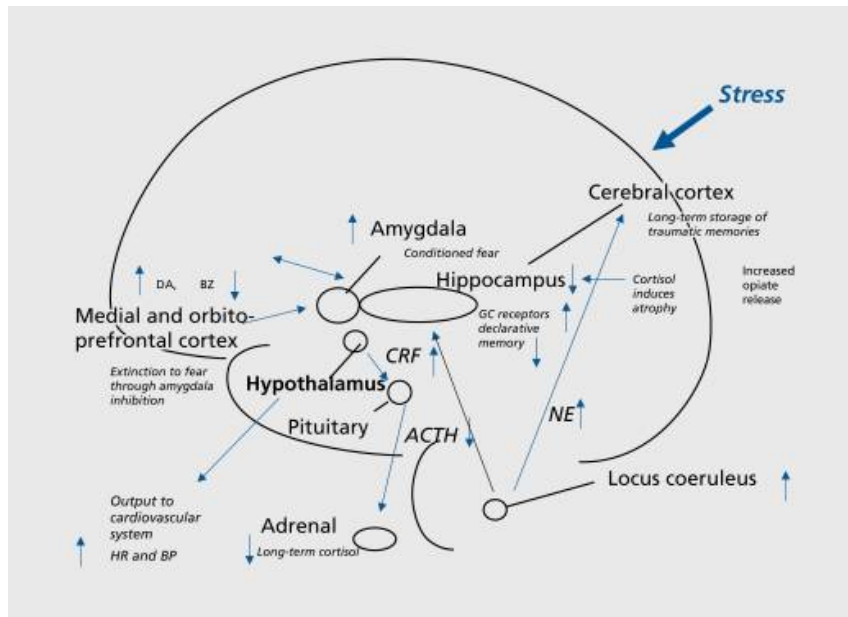 Stress
Cerebral cortex
Long-term storage of
traumatic memories
Amygdala
Conditioned fear
Hippocampus
Cortisol
induces
atrophy
Increased
opiate
release
DA, BZ
Medial and orbito-
prefrontal cortex
GC receptors
declarative
memory
Extinction to fear
through amygdala
inhibition
CRF
Hypothalamus
Pituitary
ACTH
NE
Locus coeruleus
Output to
cardiovascular
system
HR and BP
Adrenal
Long-term cortisol